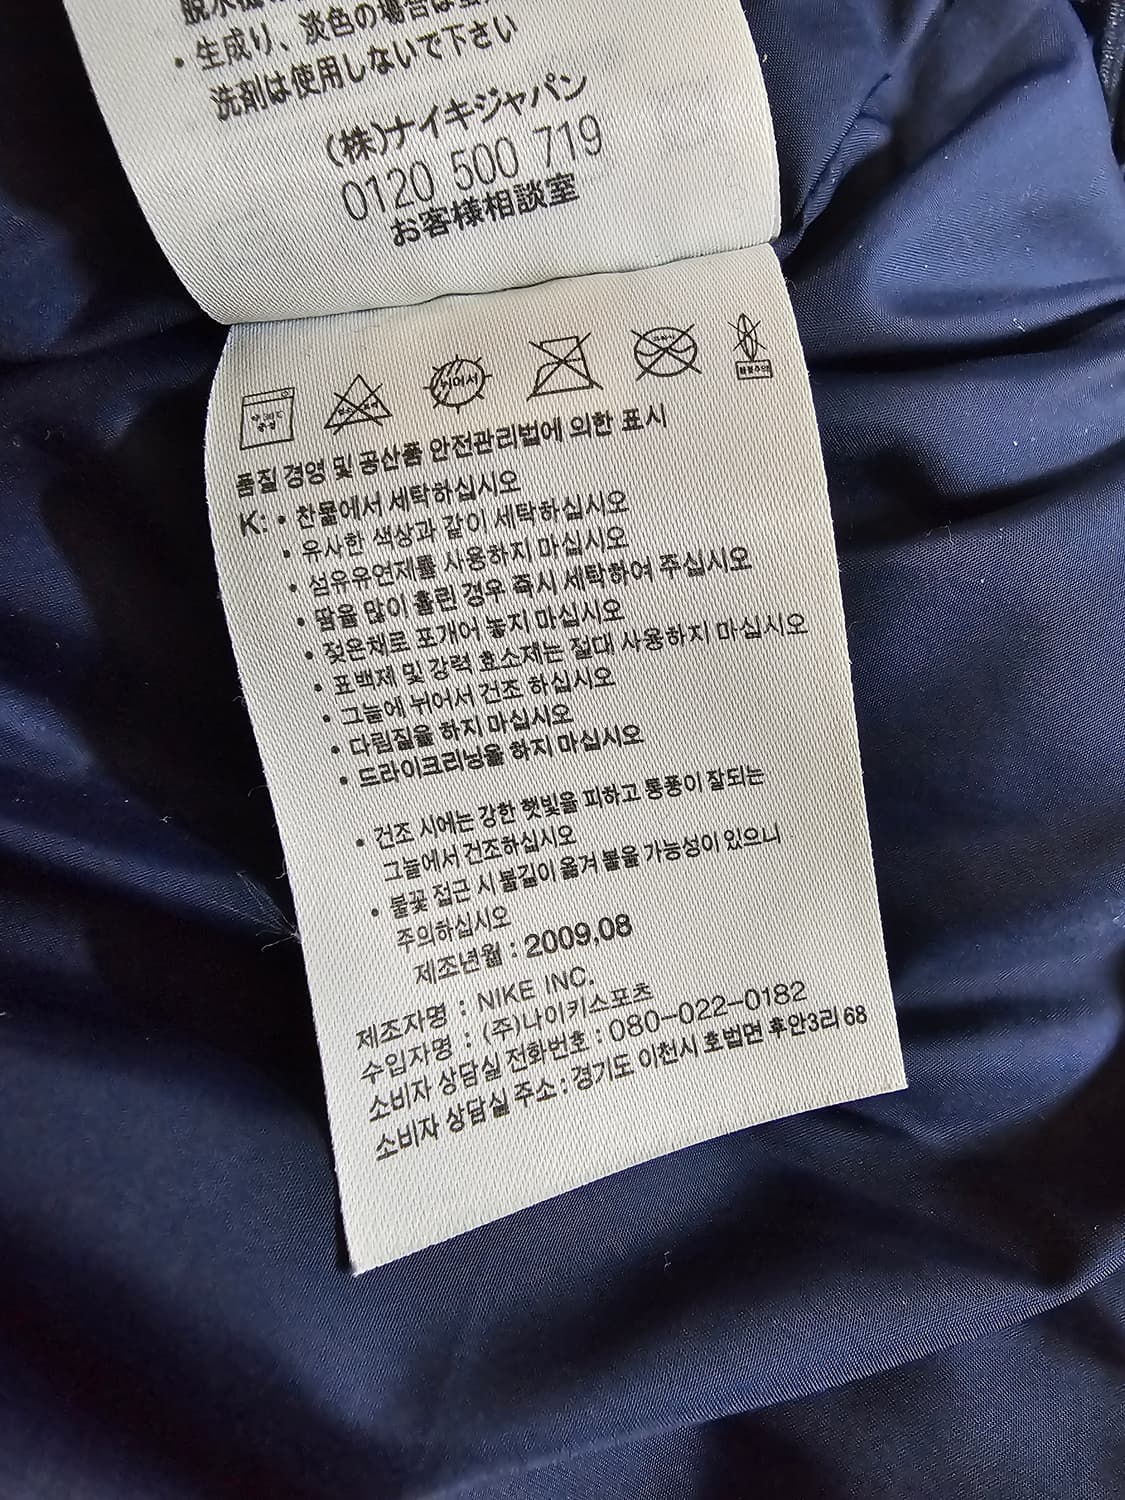 ・生成り、淡色の場合は
洗剤は使用しないで下さい
(株)ナイキジャパン
0120 500 719
お客様相談室
뉘어서
품질 경영 및 공산품 안전관리법에 의한 표시
K: • 찬물에서 세탁하십시오
• 유사한 색상과 같이 세탁하십시오
• 섬유유연제를 사용하지 마십시오
• 땀을 많이 흘린 경우 즉시 세탁하여 주십시오
• 젖은채로 포개어 놓지 마십시오
• 표백제 및 강력 효소제는 절대 사용하지 마십시오
• 그늘에 뉘어서 건조 하십시오
• 다림질을 하지 마십시오
• 드라이크리닝을 하지 마십시오
• 건조 시에는 강한 햇빛을 피하고 통풍이 잘되는
그늘에서 건조하십시오
• 불꽃 접근 시 불길이 옮겨 붙을 가능성이 있으니
주의하십시오
제조년월 : 2009.08
제조자명 : NIKE INC.
수입자명 : (주)나이키스포츠
소비자 상담실 전화번호 : 080-022-0182
소비자 상담실 주소 : 경기도 이천시 호법면 후안3리 68